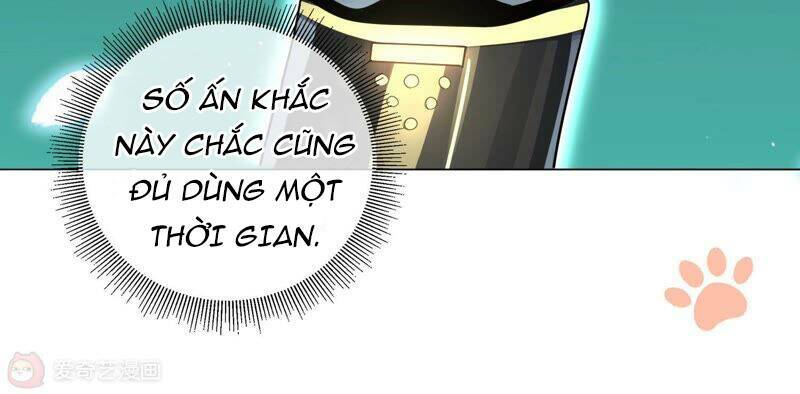 SỐ ẤN KHẮC
NÀY CHẮC CŨNG
ĐỦ DÙNG MỘT
THỜI GIAN.
爱奇艺漫画